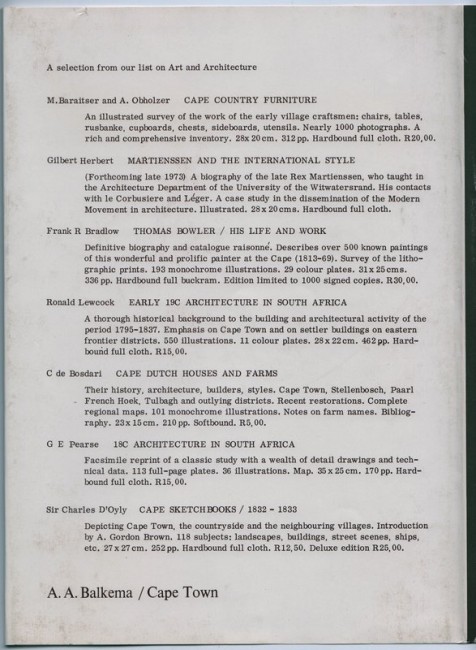 A selection from our list on Art and Architecture
M. Baraitser and A. Obholzer CAPE COUNTRY FURNITURE
An illustrated survey of the work of the early village craftsmen: chairs, tables,
rusbanke, cupboards, chests, sideboards, utensils. Nearly 1000 photographs. A
rich and comprehensive inventory. 28x 20 cm. 312 pp. Hardbound full cloth. R20,00.
Gilbert Herbert MARTIENSSEN AND THE INTERNATIONAL STYLE
(Forthcoming late 1973) A biography of the late Rex Martienssen, who taught in
the Architecture Department of the University of the Witwatersrand. His contacts
with le Corbusiere and Léger. A case study in the dissemination of the Modern
Movement in architecture. Illustrated. 28 x 20 cms. Hardbound full cloth.
Frank R Bradlow THOMAS BOWLER / HIS LIFE AND WORK
Definitive biography and catalogue raisonné. Describes over 500 known paintings
of this wonderful and prolific painter at the Cape (1813-69). Survey of the litho-
graphic prints. 193 monochrome illustrations. 29 colour plates. 31 x 25 cms.
336 pp. Hardbound full buckram. Edition limited to 1000 signed copies. R30,00.
Ronald Lewcock EARLY 19C ARCHITECTURE IN SOUTH AFRICA
A thorough historical background to the building and architectural activity of the
period 1795-1837. Emphasis on Cape Town and on settler buildings on eastern
frontier districts. 550 illustrations. 11 colour plates. 28 x 22 cm. 462 pp. Hard-
bound full cloth. R15,00.
C de Bosdari CAPE DUTCH HOUSES AND FARMS
Their history, architecture, builders, styles. Cape Town, Stellenbosch, Paarl
French Hoek, Tulbagh and outlying districts. Recent restorations. Complete
regional maps. 101 monochrome illustrations. Notes on farm names. Bibliog-
raphy. 23 x 15 cm. 210 pp. Softbound. R5,00.
G E Pearse 18C ARCHITECTURE IN SOUTH AFRICA
Facsimile reprint of a classic study with a wealth of detail drawings and tech-
nical data. 113 full-page plates. 36 illustrations. Map. 35 x 25 cm. 170 pp. Hard-
bound full cloth. R15,00.
Sir Charles D'Oyly CAPE SKETCHBOOKS / 1832 - 1833
Depicting Cape Town, the countryside and the neighbouring villages. Introduction
by A. Gordon Brown. 118 subjects: landscapes, buildings, street scenes, ships,
etc. 27 x 27 cm. 252 pp. Hardbound full cloth. R12,50. Deluxe edition R25,00.
A. A. Balkema / Cape Town